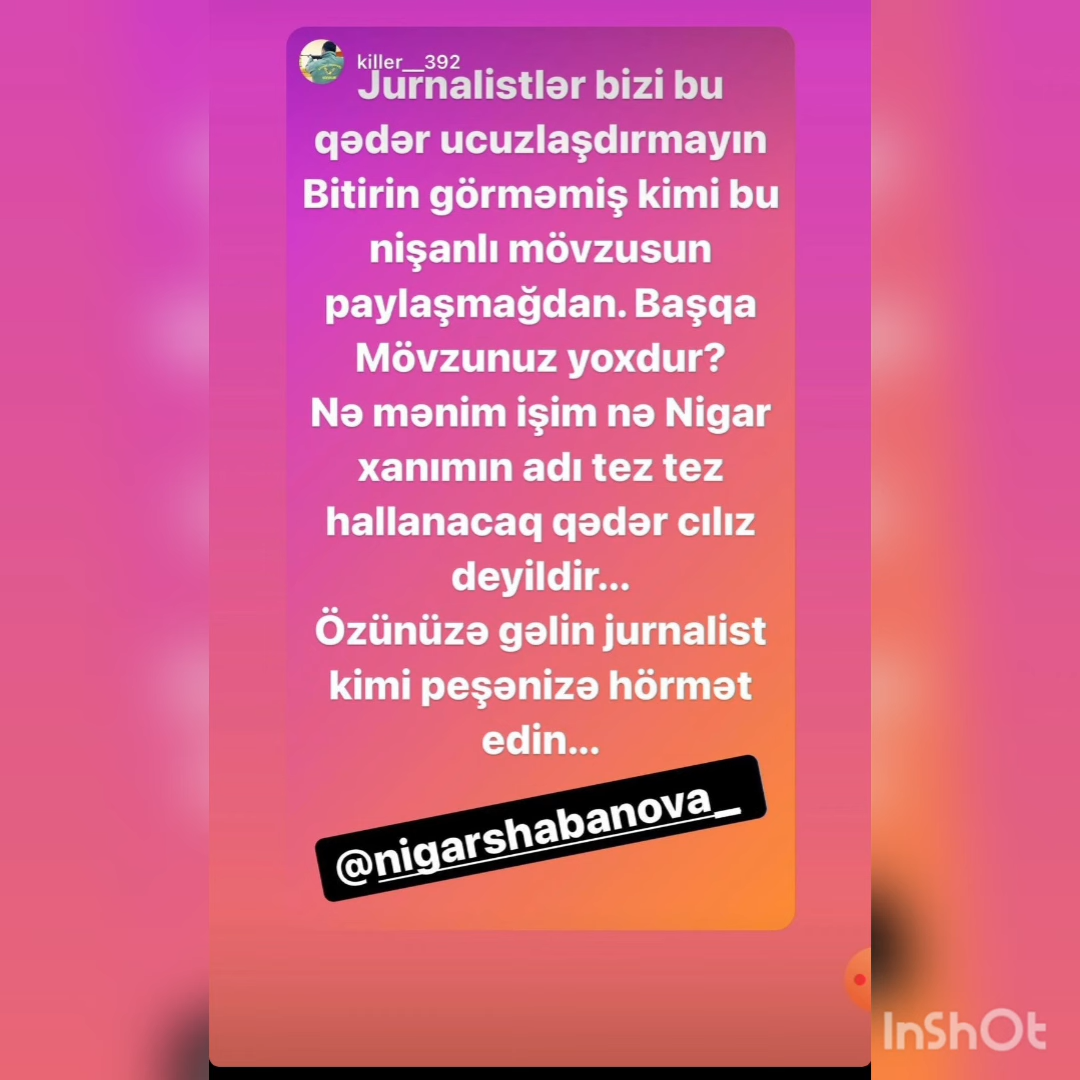 killer__392
Jurnalistlər bizi bu
qədər ucuzlaşdırmayın
Bitirin görməmiş kimi bu
nişanlı mövzusun
paylaşmağdan. Başqa
Mövzunuz yoxdur?
Nə mənim işim nə Nigar
xanımın adı tez tez
hallanacaq qədər cılız
deyildir...
Özünüzə gəlin jurnalist
kimi peşənizə hörmət
edin...
@nigarshabanova_
InShOt